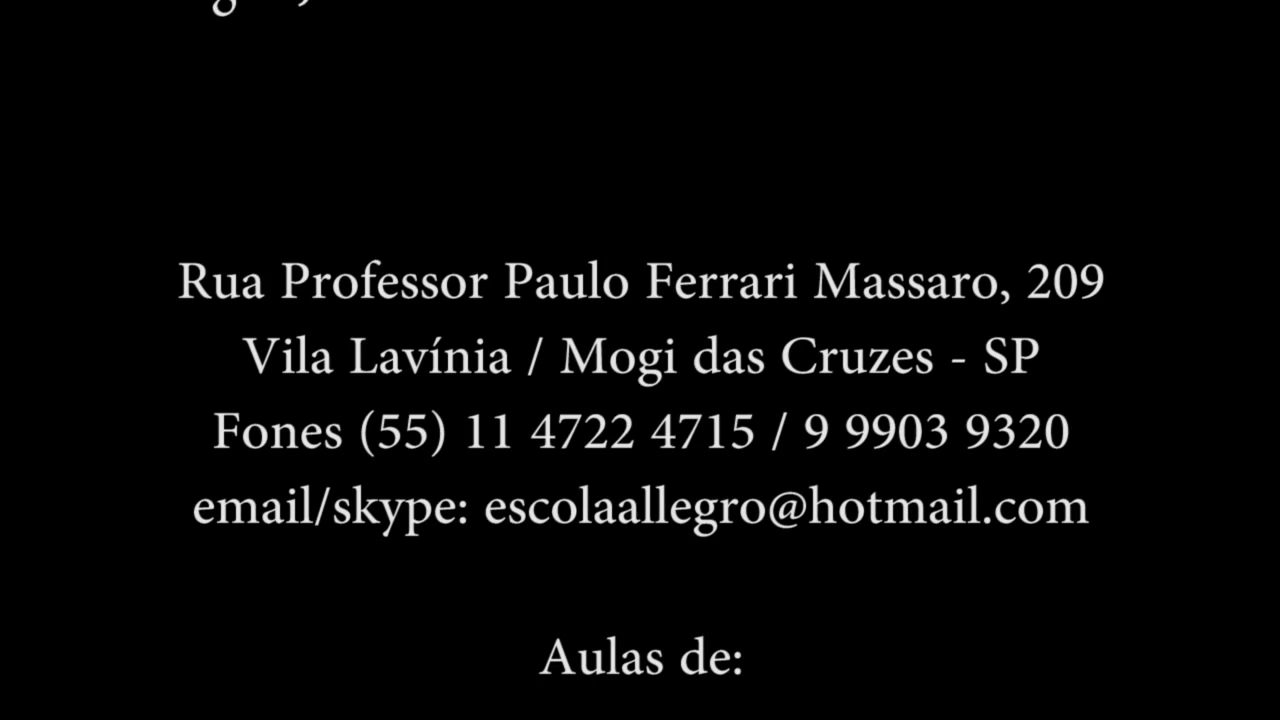 Rua Professor Paulo Ferrari Massaro, 209
Vila Lavínia / Mogi das Cruzes - SP
Fones (55) 11 4722 4715 / 9 9903 9320
email/skype: escolaallegro@hotmail.com
Aulas de: